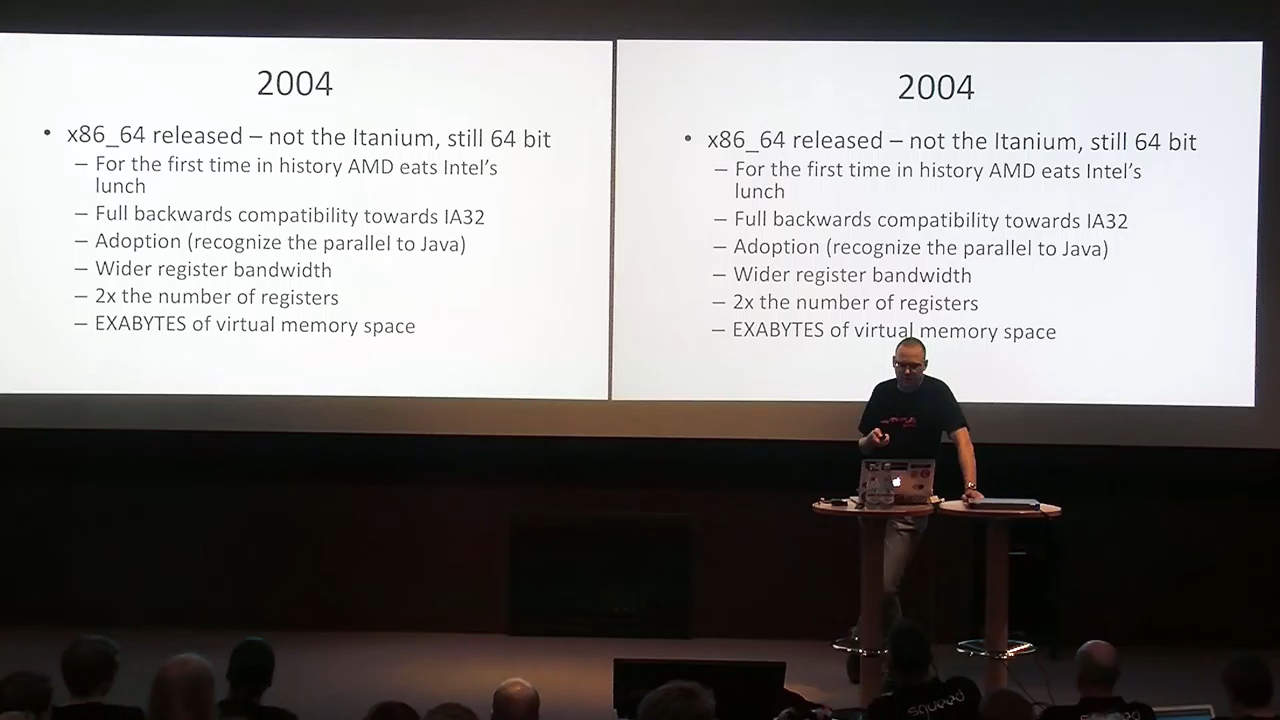 2004
• x86_64 released – not the Itanium, still 64 bit
– For the first time in history AMD eats Intel's
lunch
– Full backwards compatibility towards IA32
– Adoption (recognize the parallel to Java)
– Wider register bandwidth
– 2x the number of registers
– EXABYTES of virtual memory space
2004
• x86_64 released – not the Itanium, still 64 bit
– For the first time in history AMD eats Intel's
lunch
– Full backwards compatibility towards IA32
– Adoption (recognize the parallel to Java)
– Wider register bandwidth
– 2x the number of registers
– EXABYTES of virtual memory space
squeed